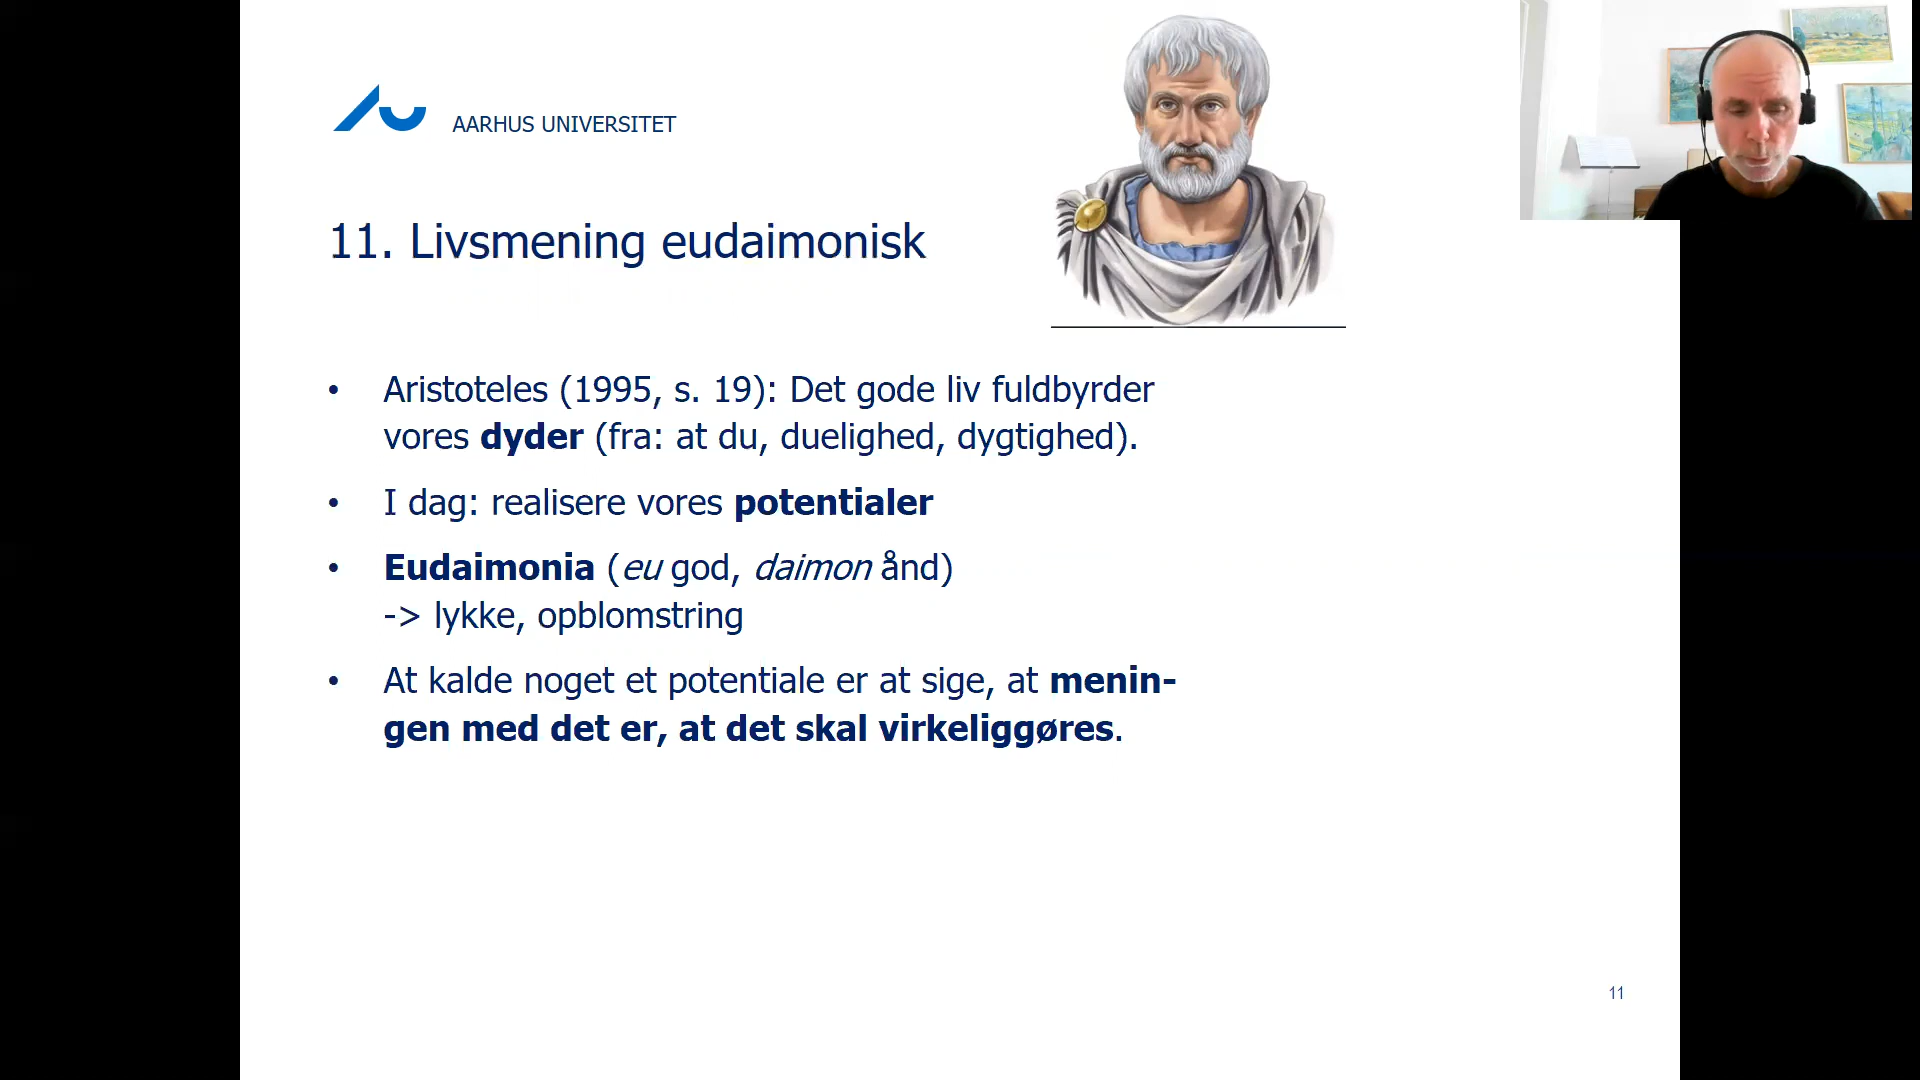 AARHUS UNIVERSITET
11. Livsmening eudaimonisk
• Aristoteles (1995, s. 19): Det gode liv fuldbyrder
vores dyder (fra: at du, duelighed, dygtighed).
• I dag: realisere vores potentialer
• Eudaimonia (eu god, daimon ånd)
-> lykke, opblomstring
• At kalde noget et potentiale er at sige, at menin-
gen med det er, at det skal virkeliggøres.
11